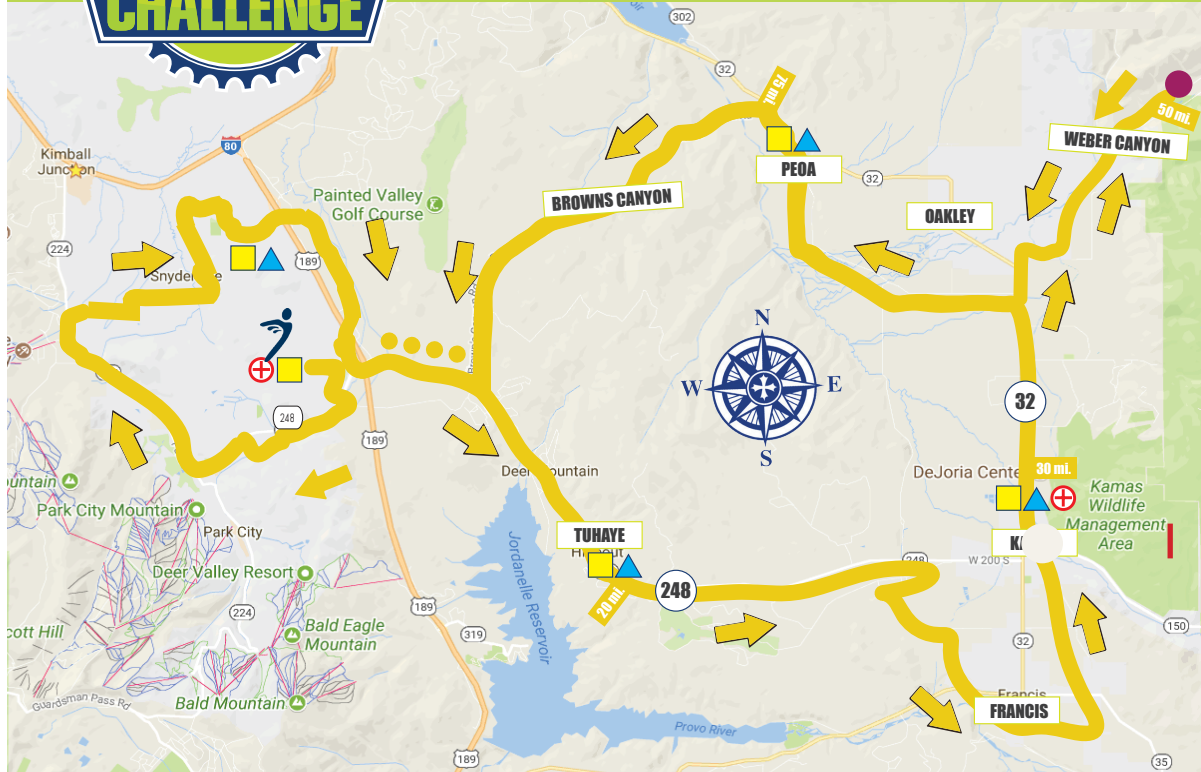 CHALLENGE
302
32
75 mi.
80
Kimball
Junction
50 mi.
WEBER CANYON
PEOA
32
BROWNS CANYON
Painted Valley
Golf Course
OAKLEY
224
189
N
W
E
S
32
248
189
Deer Mountain
DeJoria Cente
30 mi.
Kamas
Wildlife
Management
Area
Park City Mountain
Park City
TUHAYE
20 mi.
248
248
W 200 S
Jordanelle Reservoir
Deer Valley Resort
224
189
Bald Eagle
Mountain
319
32
150
cott Hill
Bald Mountain
Guardsman Pass Rd
Francis
FRANCIS
Provo River
189
35